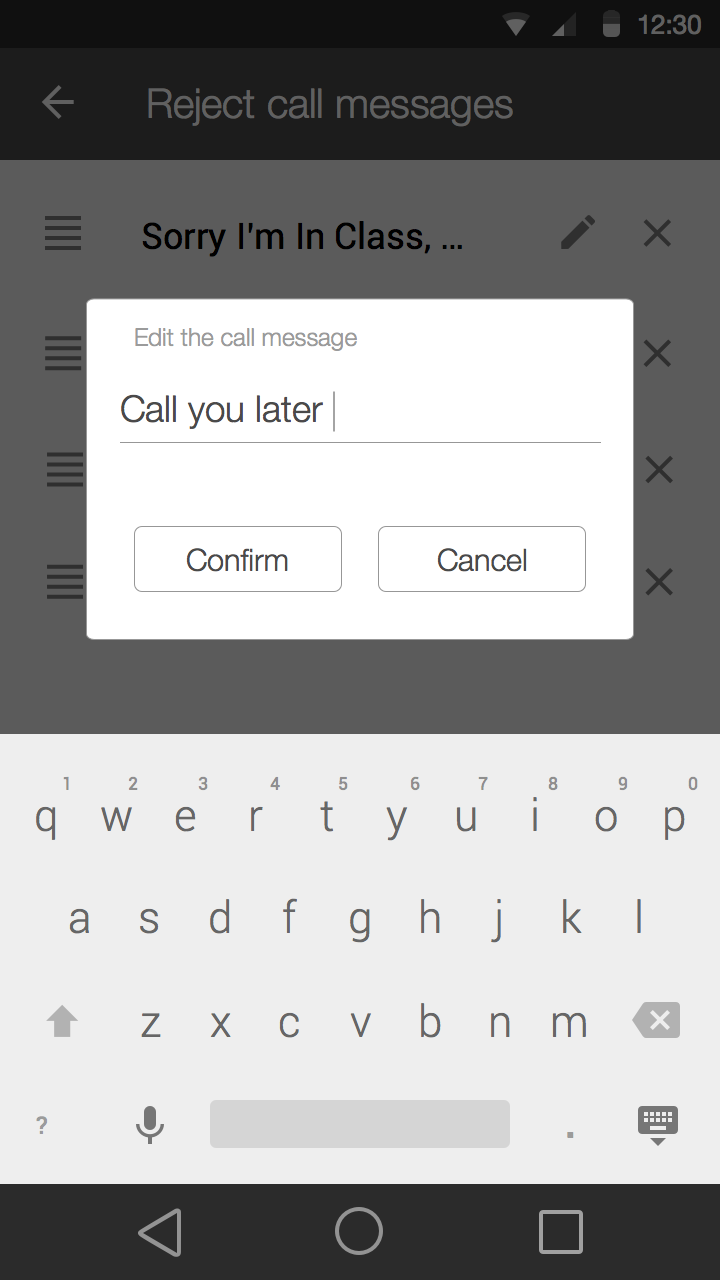 12:30
Reject call messages
Sorry I'm In Class, ...
Edit the call message
Call you later
Confirm Cancel
1 2 3 4 5 6 7 8 9 0
q w e r t y u i o p
a s d f g h j k l
z x c v b n m
? .